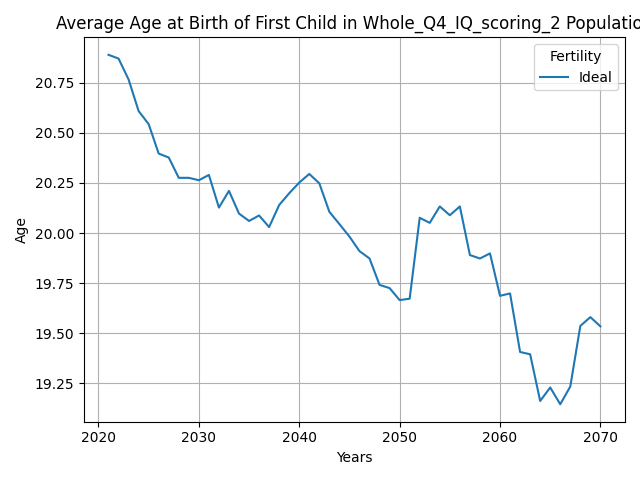 Average Age at Birth of First Child in Whole_Q4_IQ_scoring_2 Populatio
Fertility
Ideal
20.75
20.50
20.25
20.00
19.75
19.50
19.25
Age
2020 2030 2040 2050 2060 2070
Years